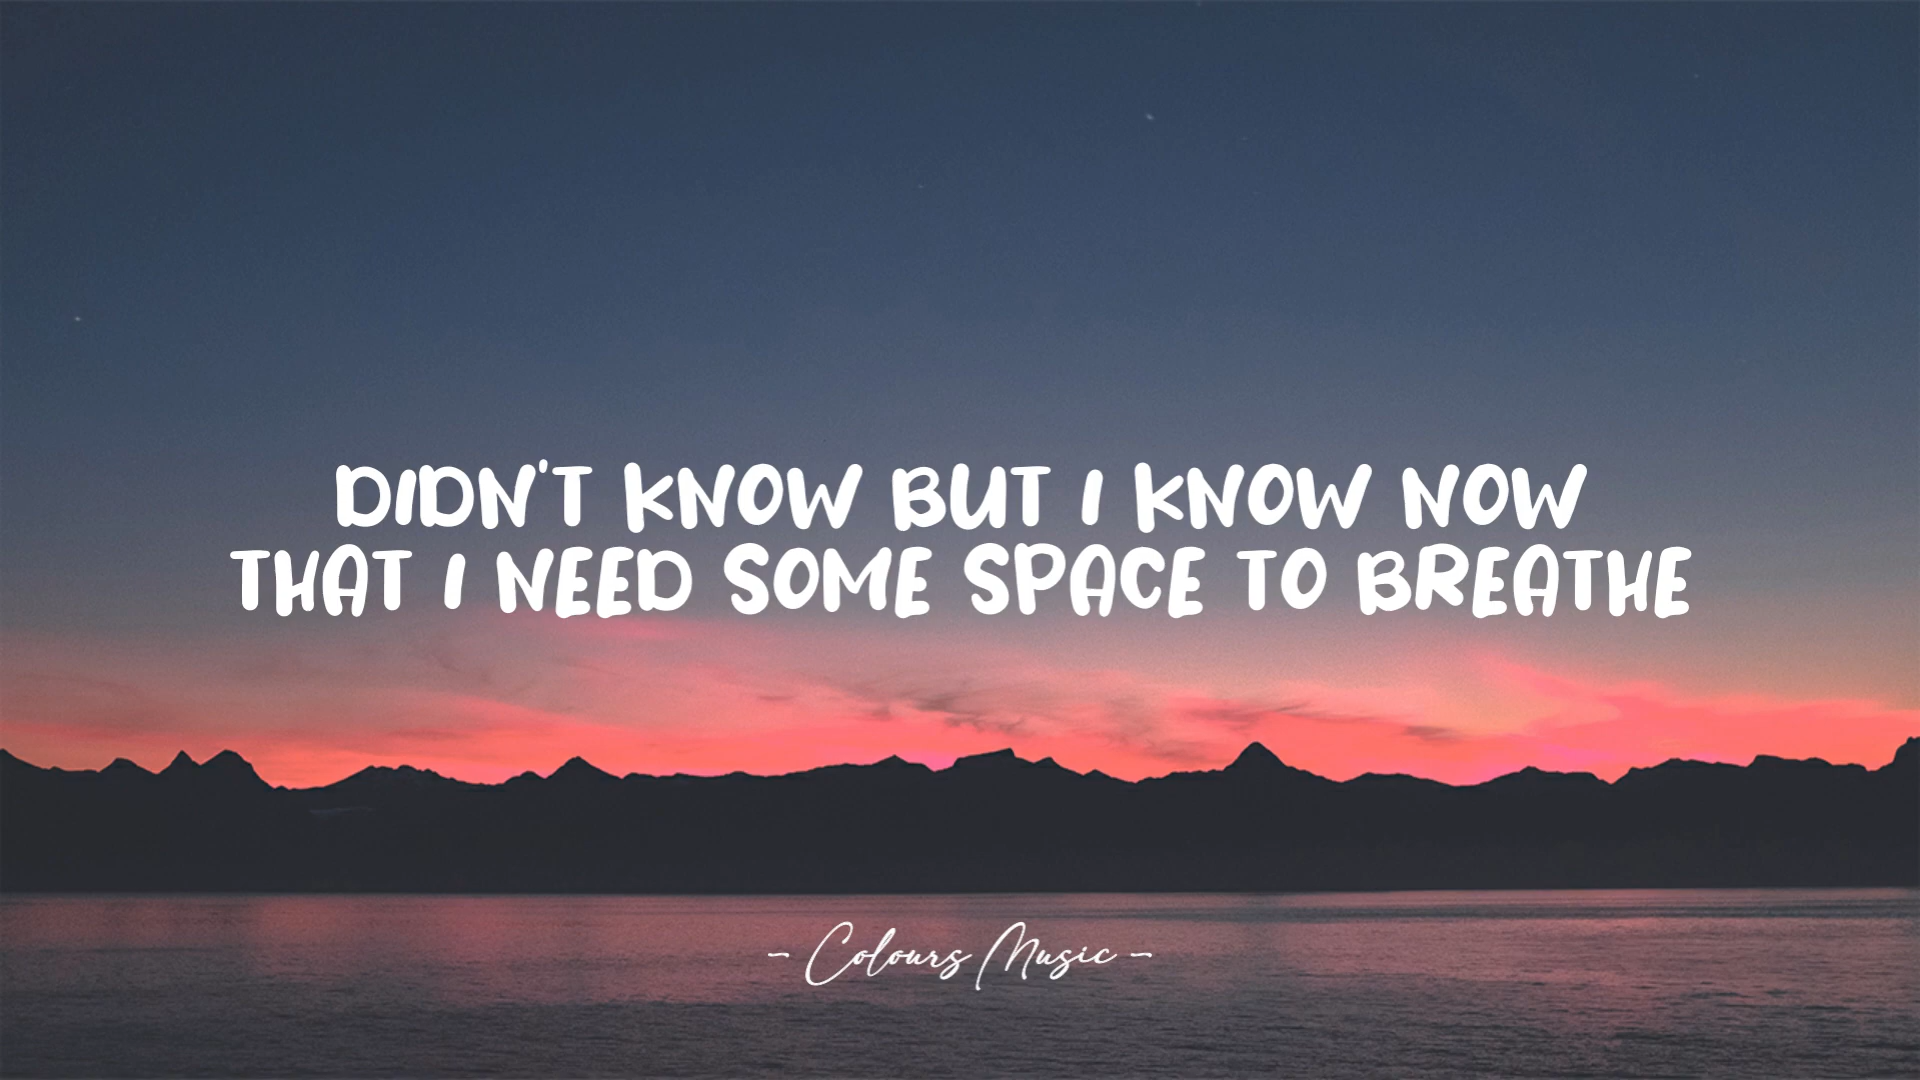 DIDN'T KNOW BUT I KNOW NOW
THAT I NEED SOME SPACE TO BREATHE
- Colours Music -